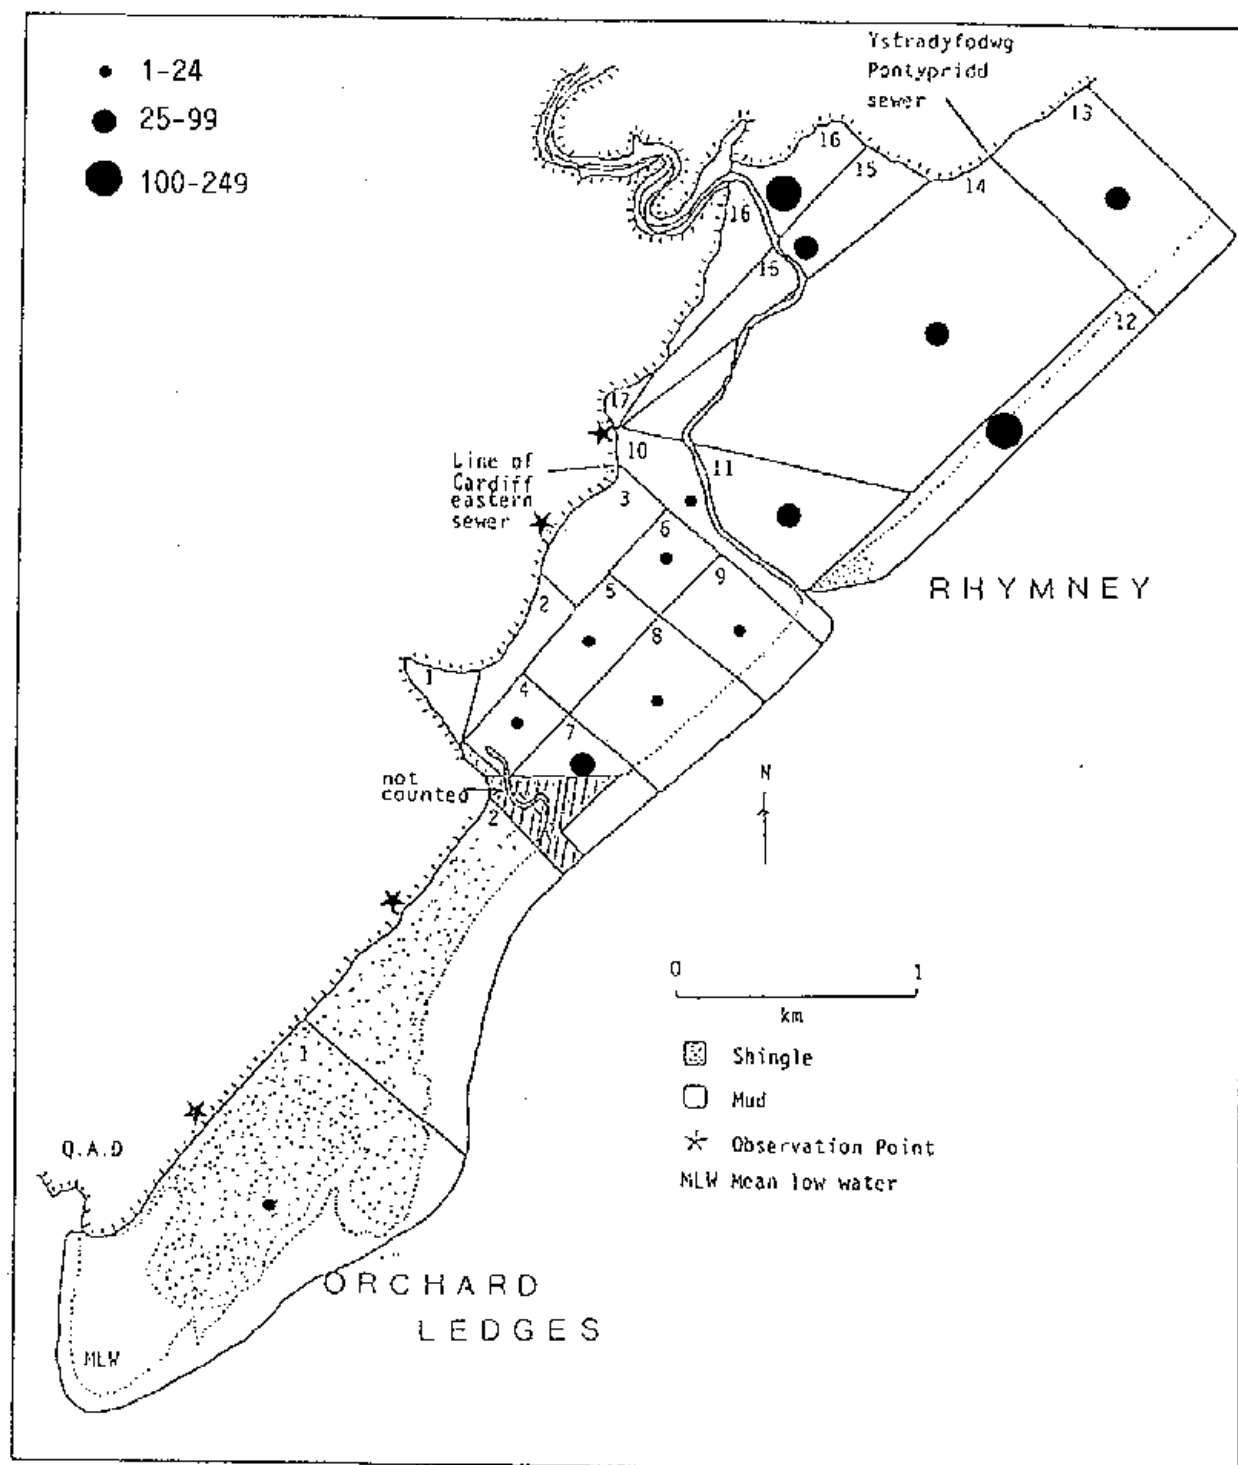 1-24
25-99
100-249
Ystradyfodwg
Pontypridd
sewer
13
16
15
14
16
15
12
17
10
Line of
Cardiff
eastern
sewer
11
3
6
9
5
2
8
RHYMNEY
1
4
7
not
counted
2
N
0 1
km
Shingle
Mud
Observation Point
MLW Mean low water
1
Q.A.D
ORCHARD
LEDGES
MLW